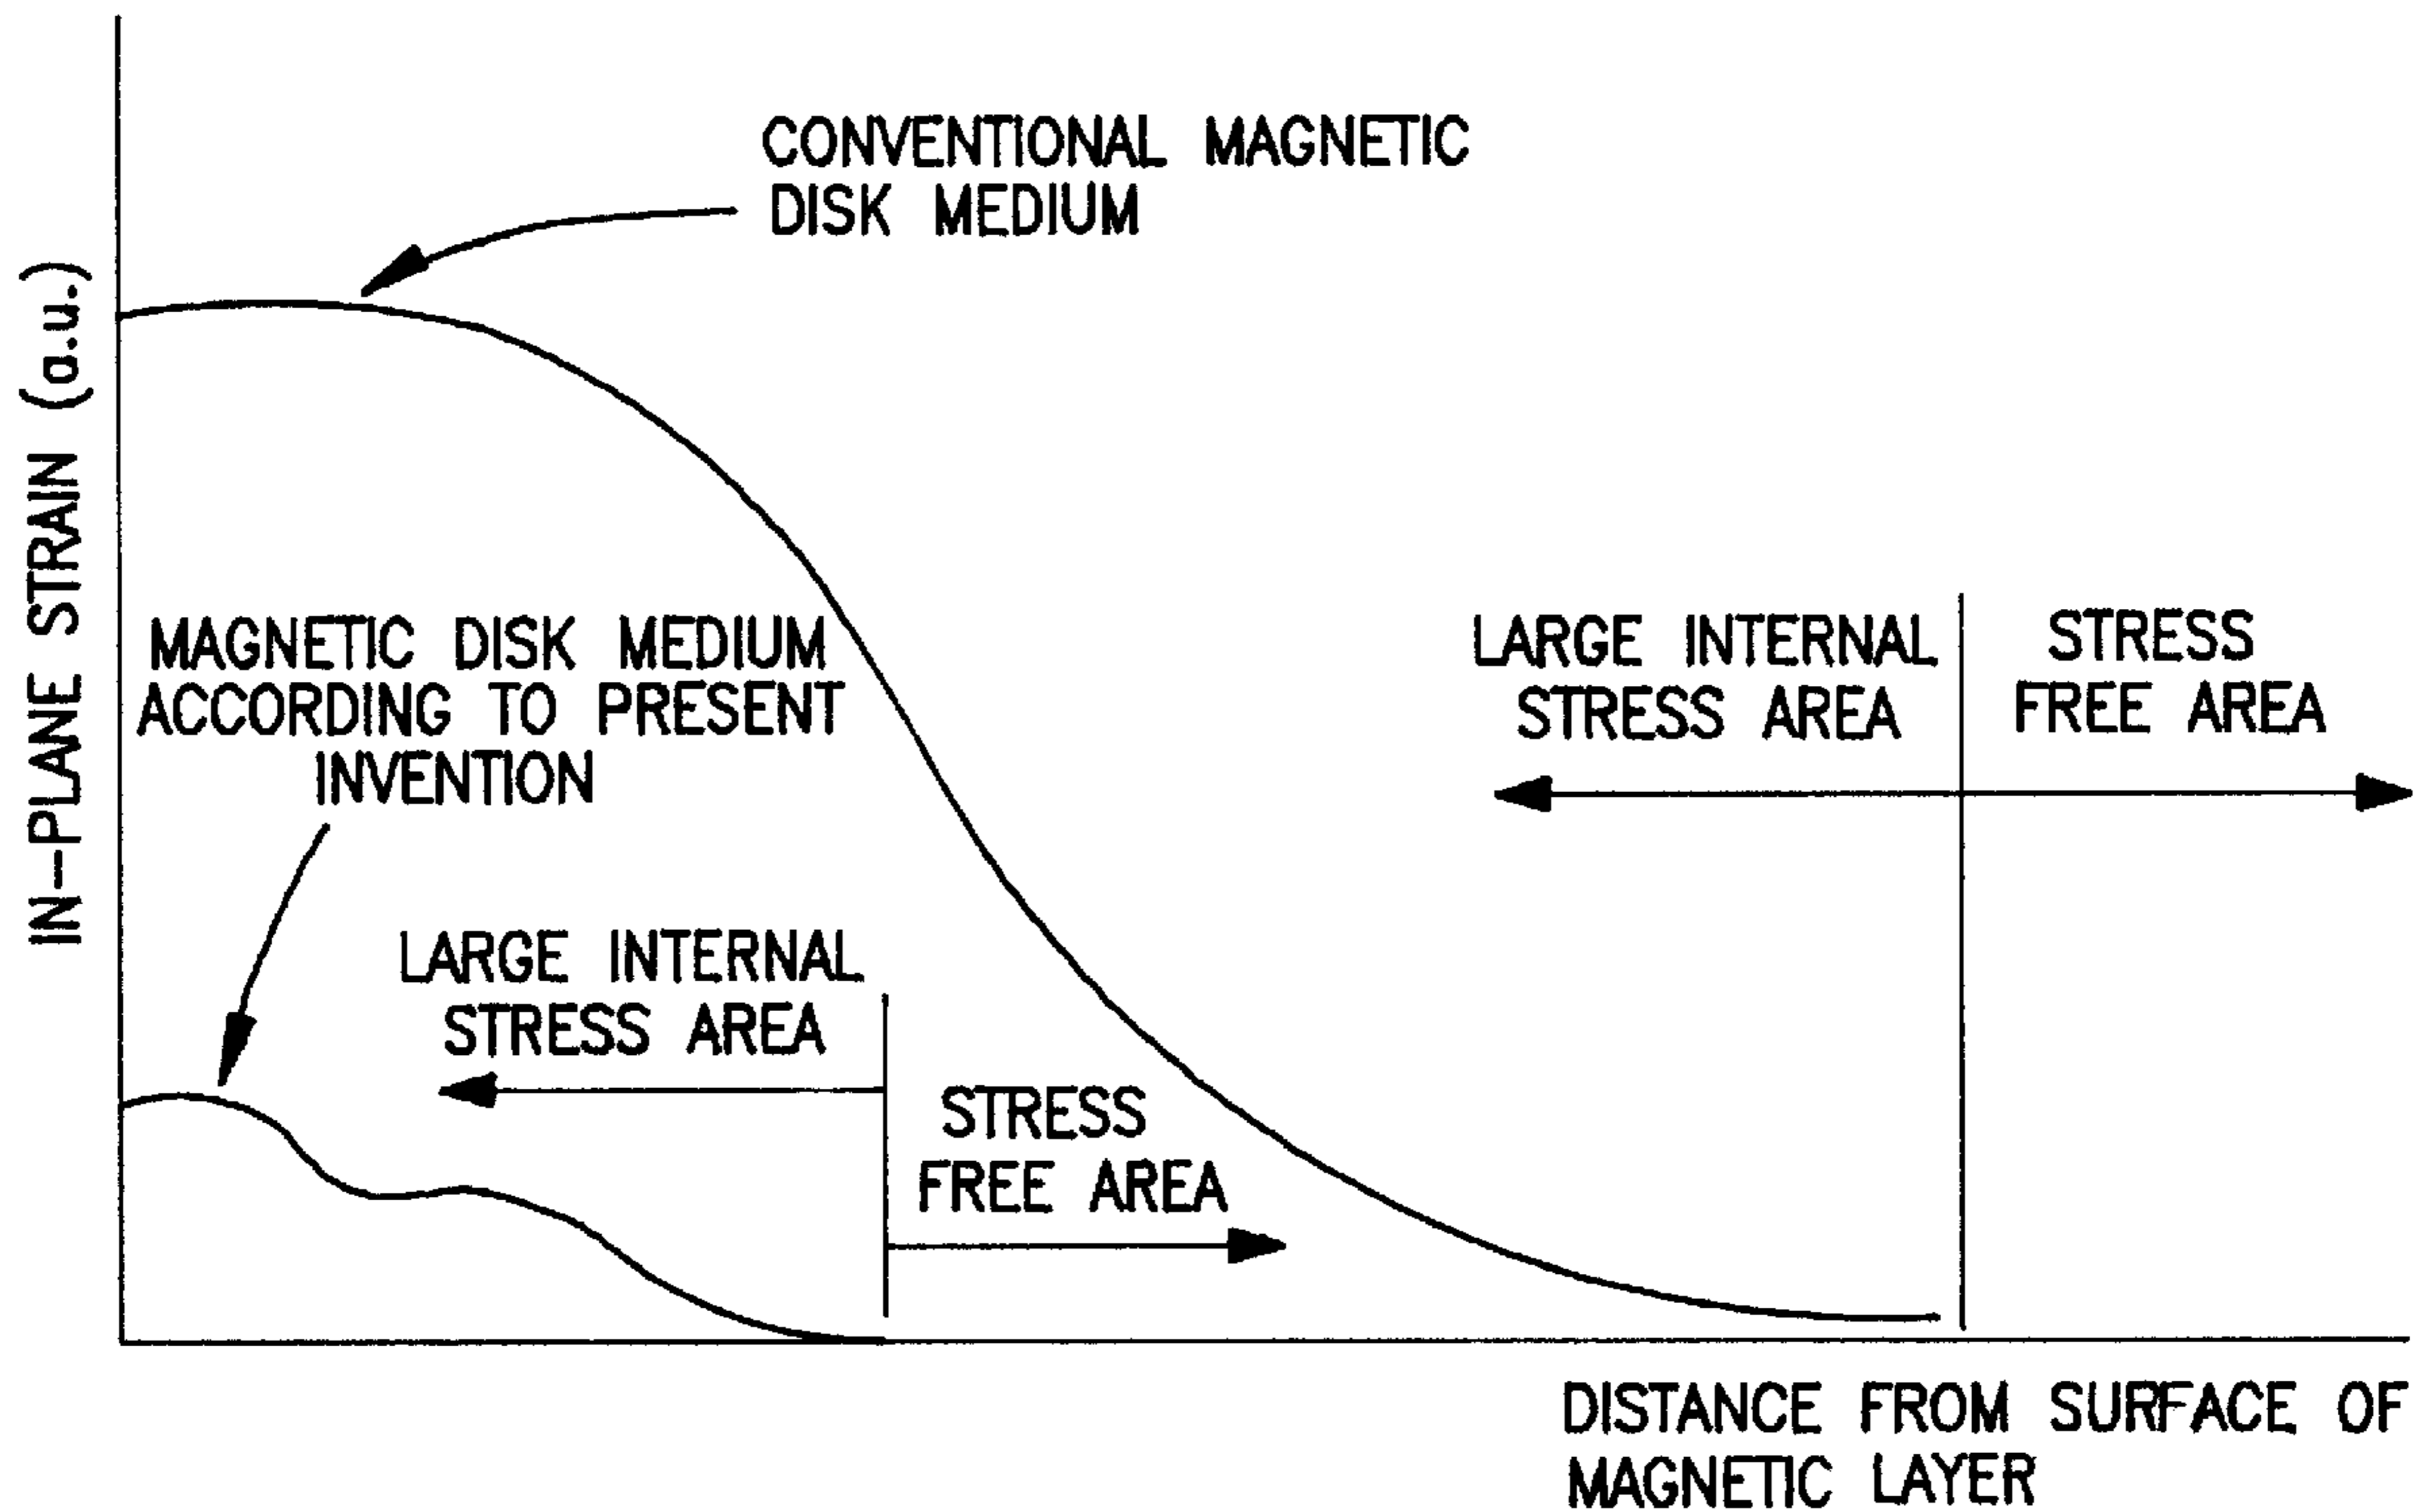 CONVENTIONAL MAGNETIC
DISK MEDIUM
IN-PLANE STRAIN (a.u.)
MAGNETIC DISK MEDIUM
ACCORDING TO PRESENT
INVENTION
LARGE INTERNAL
STRESS AREA
STRESS
FREE AREA
LARGE INTERNAL
STRESS AREA
STRESS
FREE AREA
DISTANCE FROM SURFACE OF
MAGNETIC LAYER